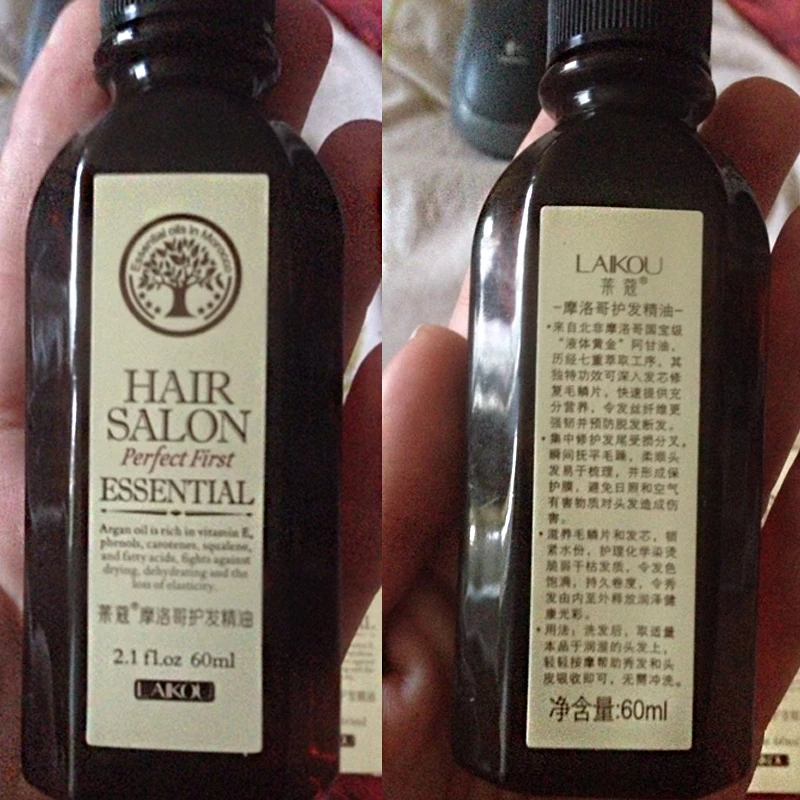 Essential oils in Morocco
HAIR
SALON
Perfect First
ESSENTIAL
Argan oil is rich in vitamin E,
phenols, carotenes, squalene,
and fatty acids, fights against
drying, dehydrating and the
loss of elasticity.
莱蔻®摩洛哥护发精油
2.1 fl.oz 60ml
LAIKOU
LAIKOU
莱蔻®
-摩洛哥护发精油-
•来自北非摩洛哥国宝级
“液体黄金”阿甘油，
历经七重萃取工序，其
独特功效可深入发芯修
复毛鳞片，快速提供充
分营养，令发丝纤维更
强韧并预防脱发断发。
•集中修护发尾受损分叉，
瞬间抚平毛躁，柔顺头
发易于梳理，并形成保
护膜，避免日照和空气
有害物质对头发造成伤
害。
•滋养毛鳞片和发芯，锁
紧水份，护理化学染烫
脆弱干枯发质，令发色
饱满，持久卷度，令秀
发由内至外释放润泽健
康光彩。
•用法：洗发后，取适量
本品于润湿的头发上，
轻轻按摩帮助秀发和头
皮吸收即可，无需冲洗。
净含量:60ml